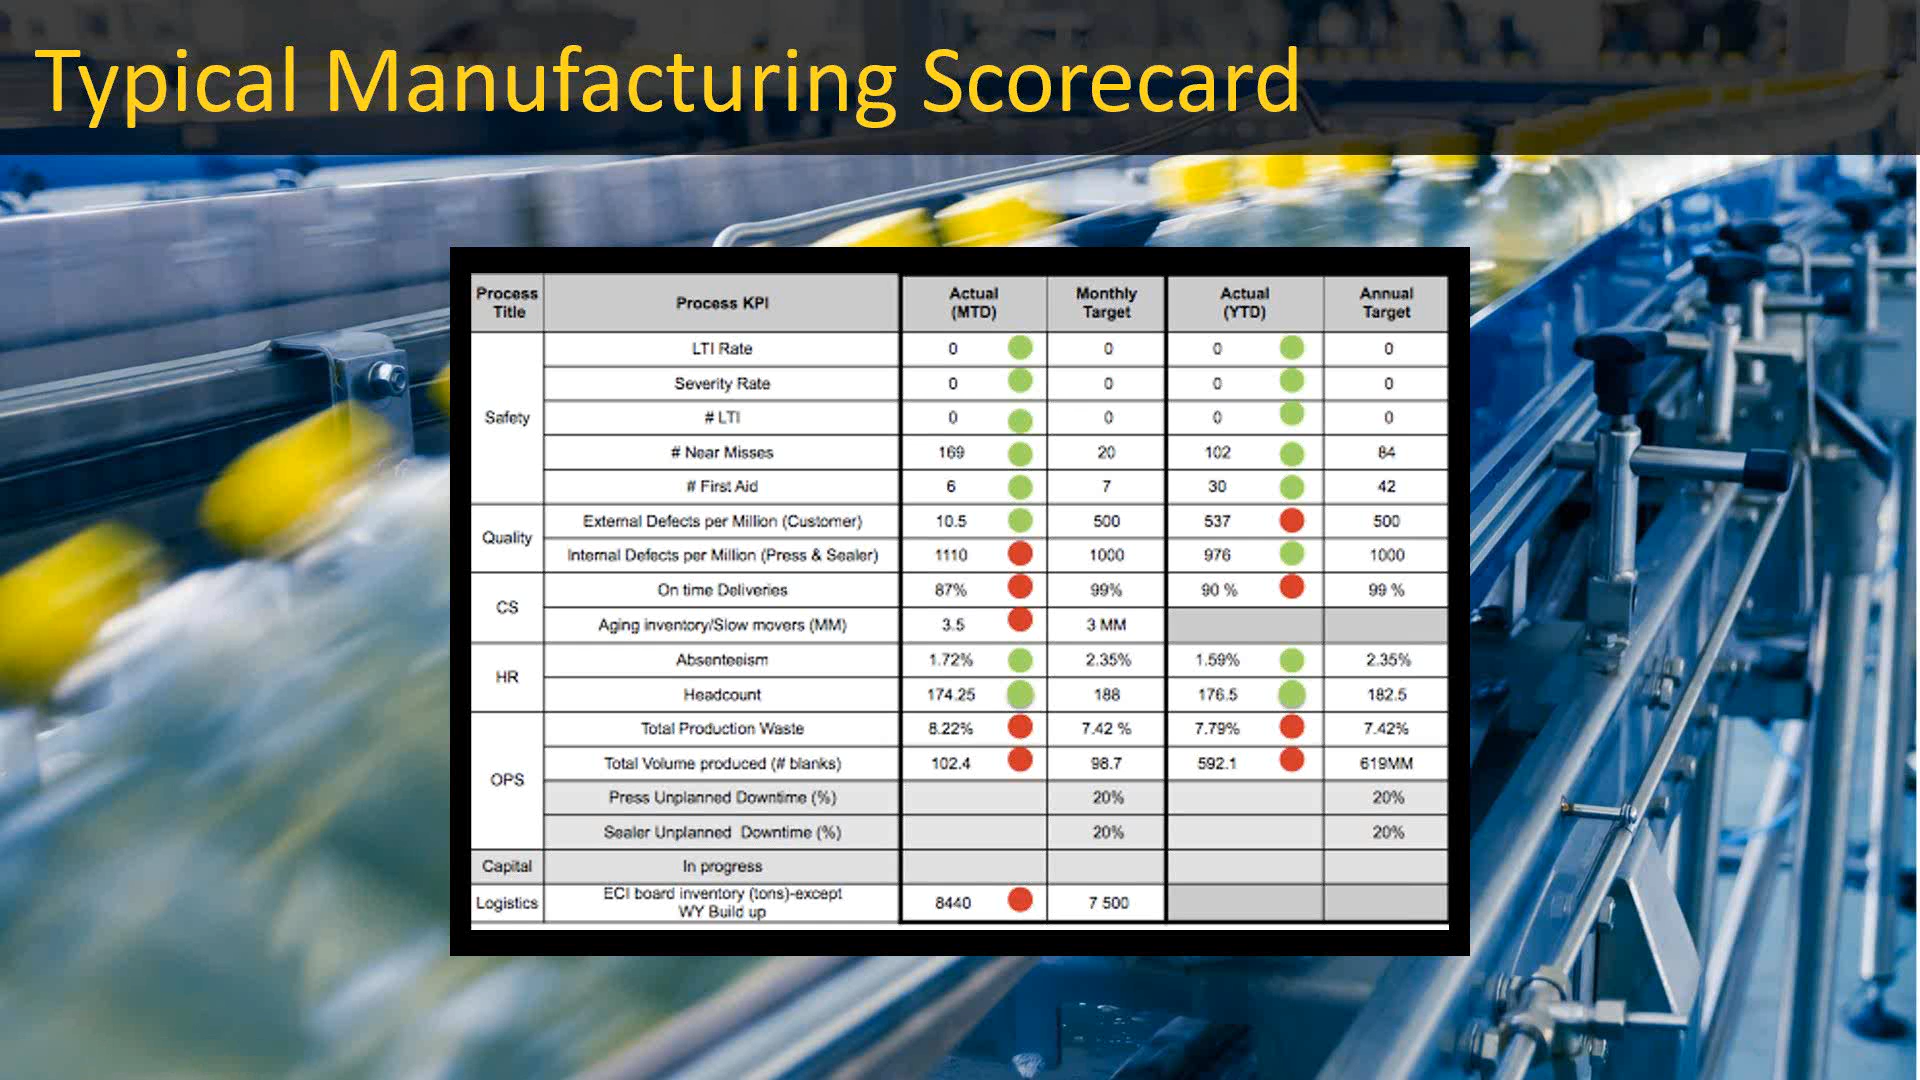 Typical Manufacturing Scorecard
Process Title Process KPI Actual (MTD) Monthly Target Actual (YTD) Annual Target
Safety
LTI Rate 0 0 0 0
Severity Rate 0 0 0 0
# LTI 0 0 0 0
# Near Misses 169 20 102 84
# First Aid 6 7 30 42
Quality
External Defects per Million (Customer) 10.5 500 537 500
Internal Defects per Million (Press & Sealer) 1110 1000 976 1000
CS
On time Deliveries 87% 99% 90 % 99 %
Aging inventory/Slow movers (MM) 3.5 3 MM
HR
Absenteeism 1.72% 2.35% 1.59% 2.35%
Headcount 174.25 188 176.5 182.5
OPS
Total Production Waste 8.22% 7.42 % 7.79% 7.42%
Total Volume produced (# blanks) 102.4 98.7 592.1 619MM
Press Unplanned Downtime (%) 20% 20%
Sealer Unplanned Downtime (%) 20% 20%
Capital In progress
Logistics ECI board inventory (tons)-except WY Build up 8440 7 500